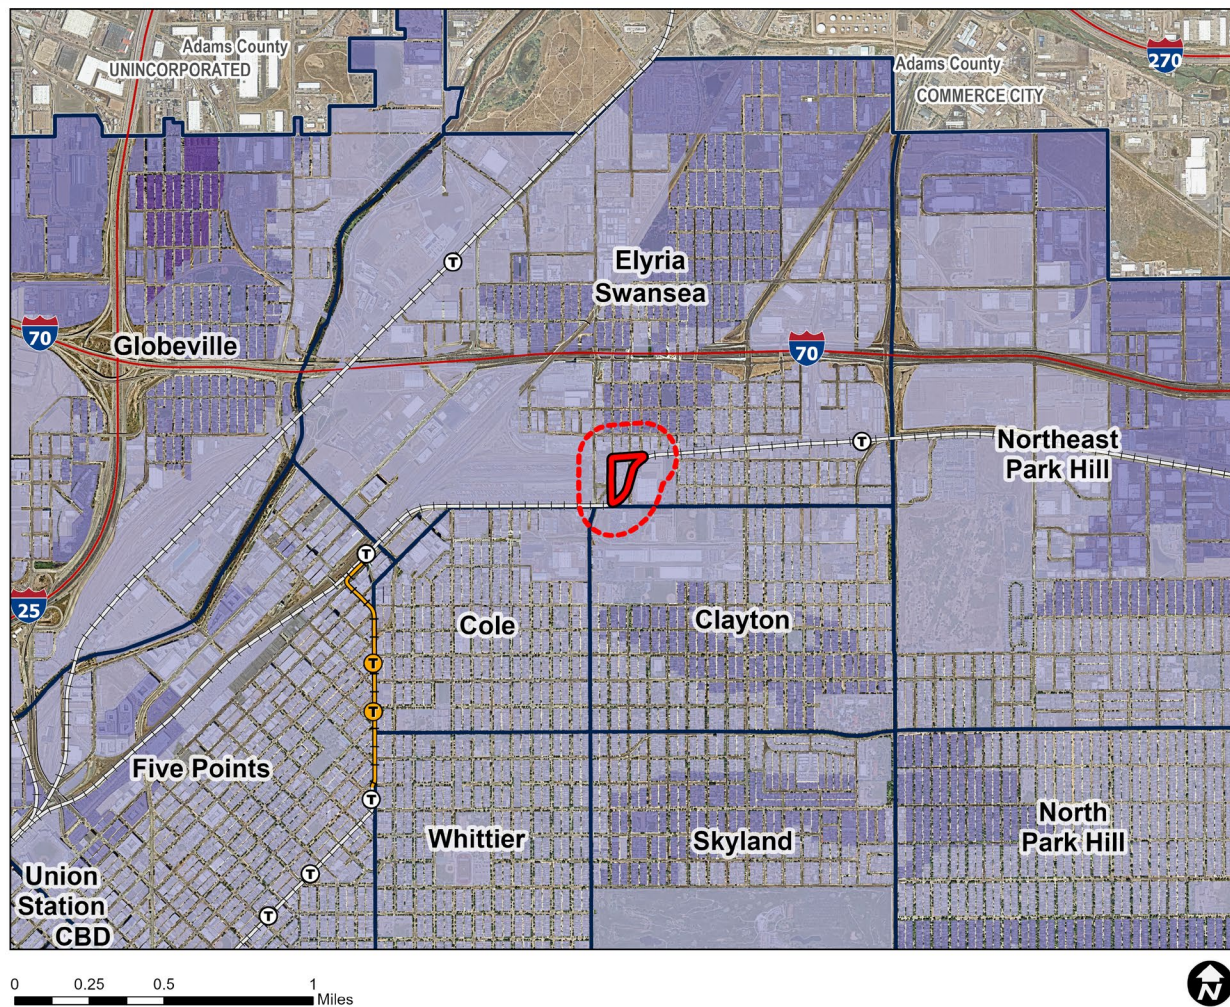 Adams County
UNINCORPORATED
270
Adams County
COMMERCE CITY
Elyria
Swansea
T
70
Globeville
70
T
Northeast
Park Hill
T
25
Cole
Clayton
T
T
Five Points
T
Whittier
Skyland
North
Park Hill
Union
Station
CBD
T
T
0 0.25 0.5 1
Miles
N